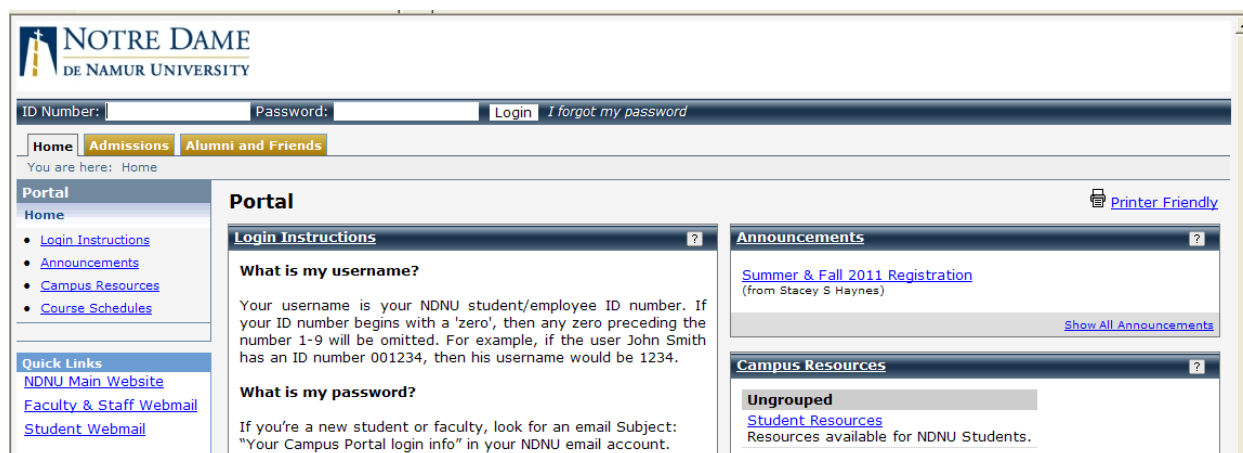 NOTRE DAME
DE NAMUR UNIVERSITY
ID Number:
Password:
Login
I forgot my password
Home
Admissions
Alumni and Friends
You are here: Home
Portal
Home
Login Instructions
Announcements
Campus Resources
Course Schedules
Quick Links
NDNU Main Website
Faculty & Staff Webmail
Student Webmail
Portal
Printer Friendly
Login Instructions
?
What is my username?
Your username is your NDNU student/employee ID number. If
your ID number begins with a 'zero', then any zero preceding the
number 1-9 will be omitted. For example, if the user John Smith
has an ID number 001234, then his username would be 1234.
What is my password?
If you’re a new student or faculty, look for an email Subject:
“Your Campus Portal login info” in your NDNU email account.
Announcements
?
Summer & Fall 2011 Registration
(from Stacey S Haynes)
Show All Announcements
Campus Resources
?
Ungrouped
Student Resources
Resources available for NDNU Students.